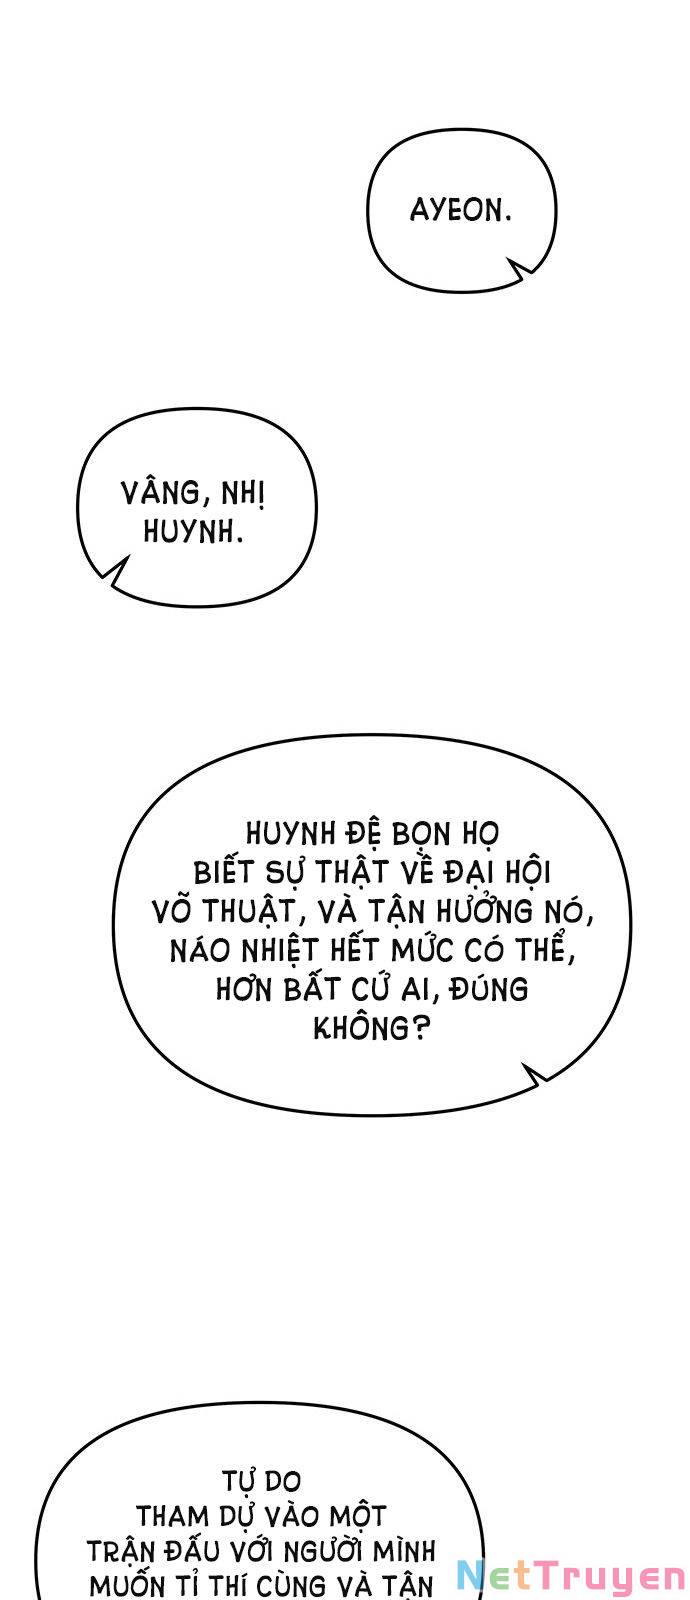 AYEON.
VÂNG, NHỊ
HUYNH.
HUYNH ĐỆ BỌN HỌ
BIẾT SỰ THẬT VỀ ĐẠI HỘI
VÕ THUẬT, VÀ TẬN HƯỞNG NÓ,
NÁO NHIỆT HẾT MỨC CÓ THỂ,
HƠN BẤT CỨ AI, ĐÚNG
KHÔNG?
TỰ DO
THAM DỰ VÀO MỘT
TRẬN ĐẤU VỚI NGƯỜI MÌNH
MUỐN TỈ THÍ CÙNG VÀ TẬN
NetTruyen